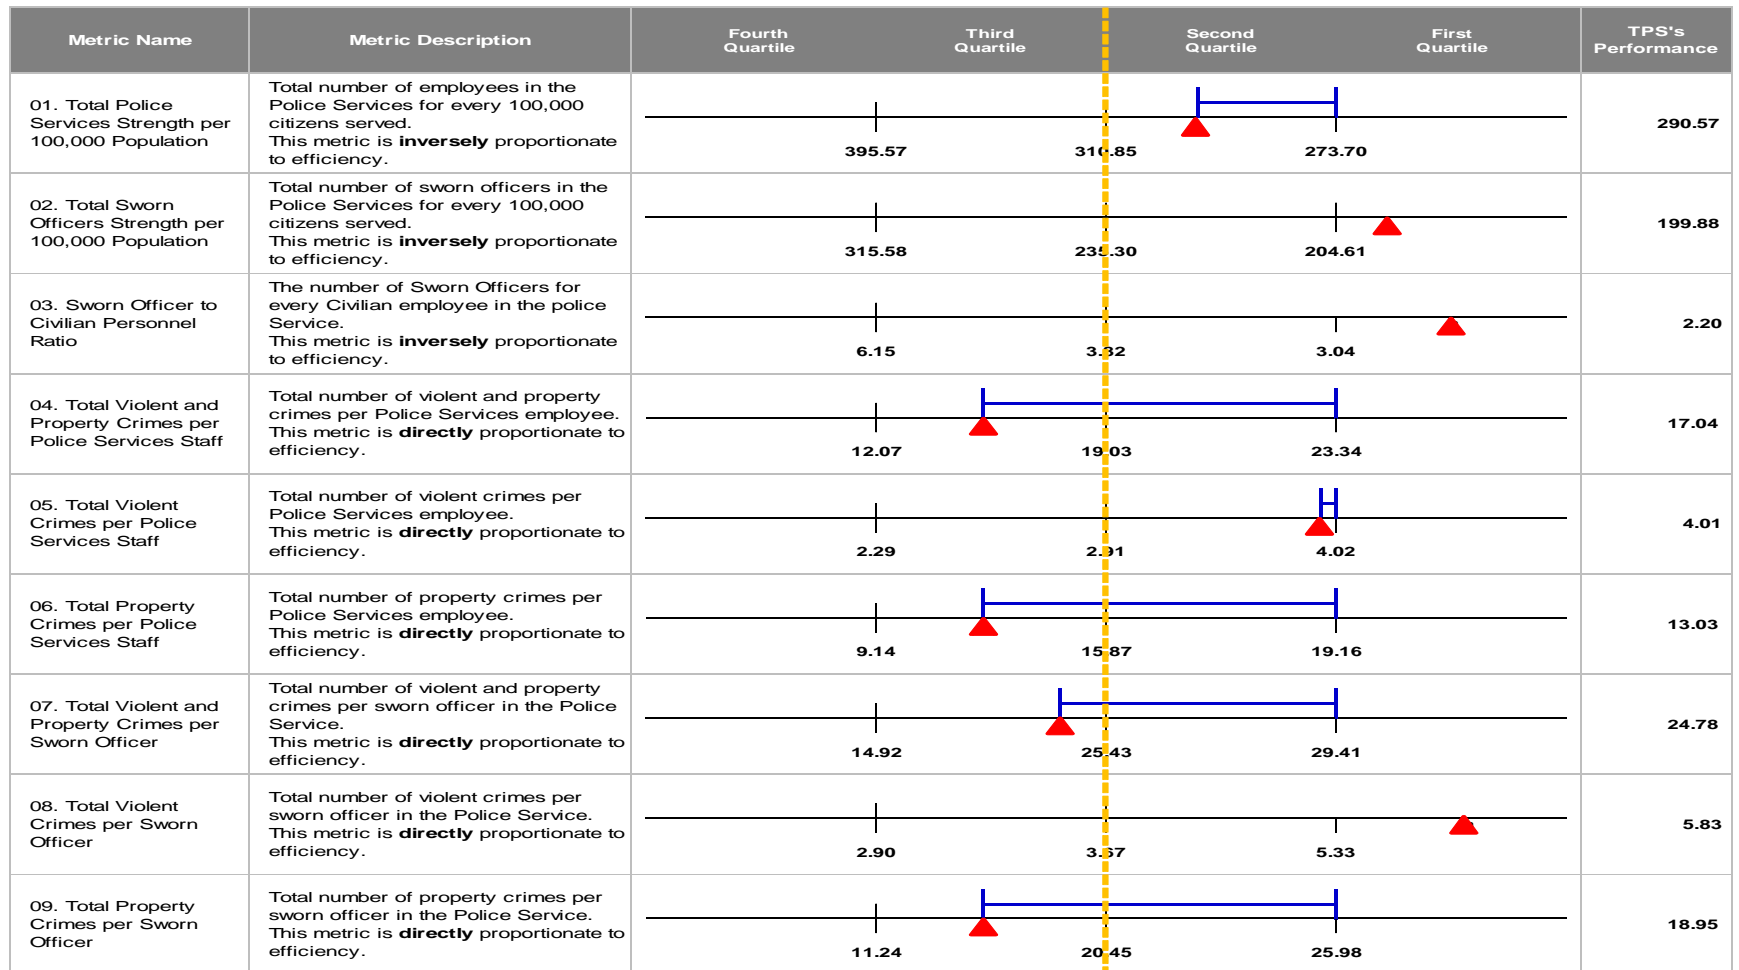 Metric Name
Metric Description
Fourth
Quartile
Third
Quartile
Second
Quartile
First
Quartile
TPS's
Performance
01. Total Police
Services Strength per
100,000 Population
Total number of employees in the
Police Services for every 100,000
citizens served.
This metric is inversely proportionate
to efficiency.
395.57
310.85
273.70
290.57
02. Total Sworn
Officers Strength per
100,000 Population
Total number of sworn officers in the
Police Services for every 100,000
citizens served.
This metric is inversely proportionate
to efficiency.
315.58
235.30
204.61
199.88
03. Sworn Officer to
Civilian Personnel
Ratio
The number of Sworn Officers for
every Civilian employee in the police
Service.
This metric is inversely proportionate
to efficiency.
6.15
3.04
2.20
04. Total Violent and
Property Crimes per
Police Services Staff
Total number of violent and property
crimes per Police Services employee.
This metric is directly proportionate to
efficiency.
12.07
19.03
23.34
17.04
05. Total Violent
Crimes per Police
Services Staff
Total number of violent crimes per
Police Services employee.
This metric is directly proportionate to
efficiency.
2.29
2.91
4.02
4.01
06. Total Property
Crimes per Police
Services Staff
Total number of property crimes per
Police Services employee.
This metric is directly proportionate to
efficiency.
9.14
15.87
19.16
13.03
07. Total Violent and
Property Crimes per
Sworn Officer
Total number of violent and property
crimes per sworn officer in the Police
Service.
This metric is directly proportionate to
efficiency.
14.92
25.43
29.41
24.78
08. Total Violent
Crimes per Sworn
Officer
Total number of violent crimes per
sworn officer in the Police Service.
This metric is directly proportionate to
efficiency.
2.90
3.67
5.33
5.83
09. Total Property
Crimes per Sworn
Officer
Total number of property crimes per
sworn officer in the Police Service.
This metric is directly proportionate to
efficiency.
11.24
20.45
25.98
18.95